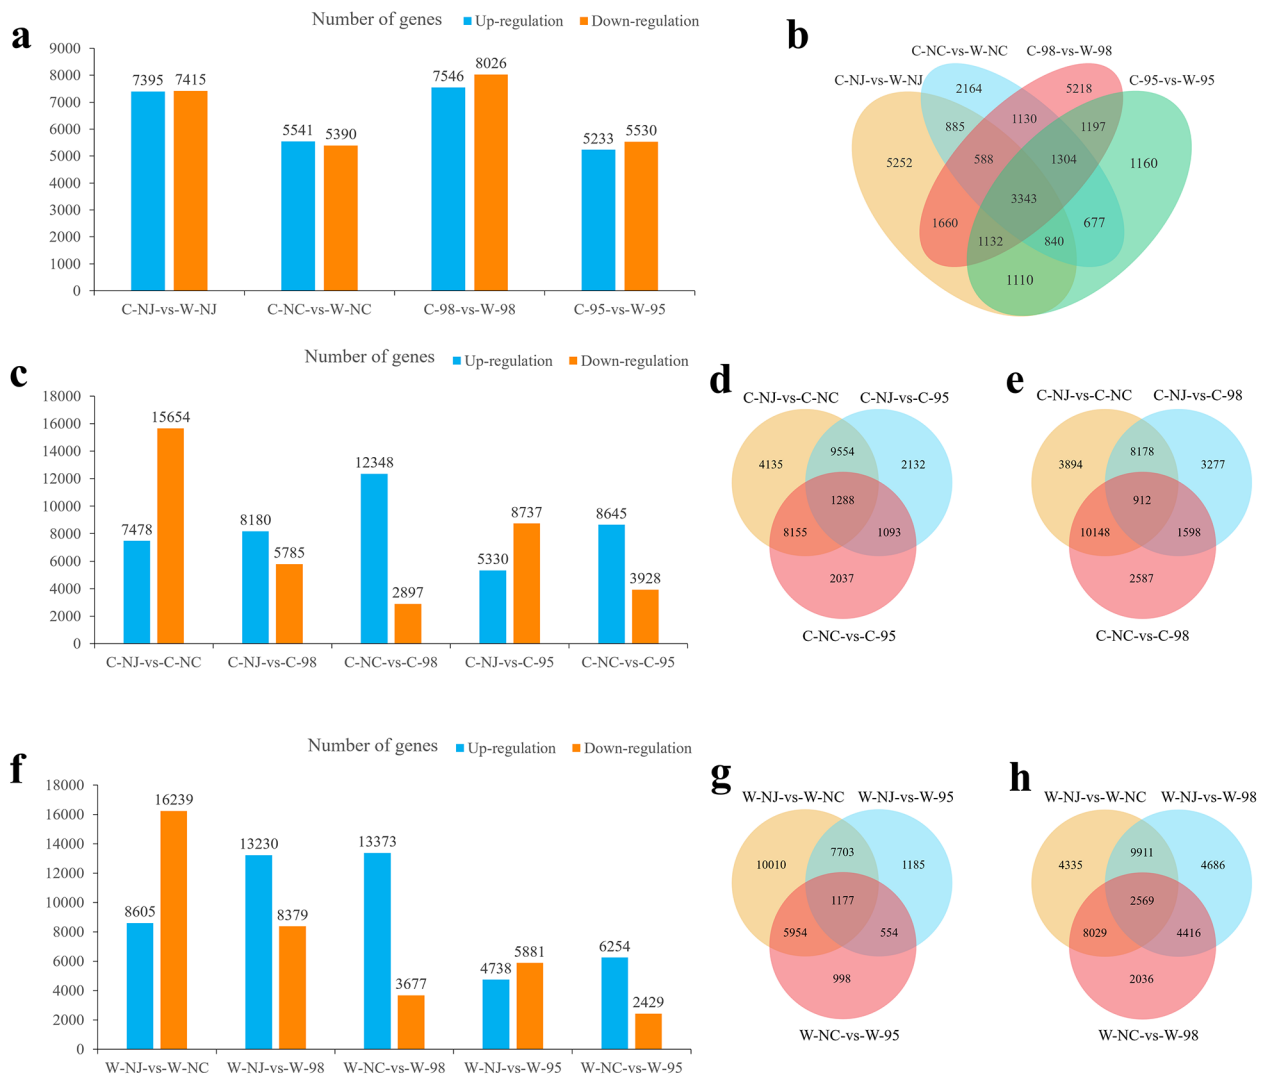 a
Number of genes Up-regulation Down-regulation
9000
8000
7000
6000
5000
4000
3000
2000
1000
0
7395 7415 5541 5390 7546 8026 5233 5530
C-NJ-vs-W-NJ C-NC-vs-W-NC C-98-vs-W-98 C-95-vs-W-95
b
C-NC-vs-W-NC C-98-vs-W-98
C-NJ-vs-W-NJ C-95-vs-W-95
2164 5218
885 1130 1197
5252 588 1304 1160
3343
1660 677
1132 840
1110
c
Number of genes Up-regulation Down-regulation
18000
16000
14000
12000
10000
8000
6000
4000
2000
0
7478 15654 8180 5785 12348 2897 5330 8737 8645 3928
C-NJ-vs-C-NC C-NJ-vs-C-98 C-NC-vs-C-98 C-NJ-vs-C-95 C-NC-vs-C-95
d
C-NJ-vs-C-NC C-NJ-vs-C-95
9554
4135 2132
1288
8155 1093
2037
C-NC-vs-C-95
e
C-NJ-vs-C-NC C-NJ-vs-C-98
8178
3894 3277
912
10148 1598
2587
C-NC-vs-C-98
f
Number of genes Up-regulation Down-regulation
18000
16000
14000
12000
10000
8000
6000
4000
2000
0
8605 16239 13230 8379 13373 3677 4738 5881 6254 2429
W-NJ-vs-W-NC W-NJ-vs-W-98 W-NC-vs-W-98 W-NJ-vs-W-95 W-NC-vs-W-95
g
W-NJ-vs-W-NC W-NJ-vs-W-95
7703
10010 1185
1177
5954 554
998
W-NC-vs-W-95
h
W-NJ-vs-W-NC W-NJ-vs-W-98
9911
4335 4686
2569
8029 4416
2036
W-NC-vs-W-98